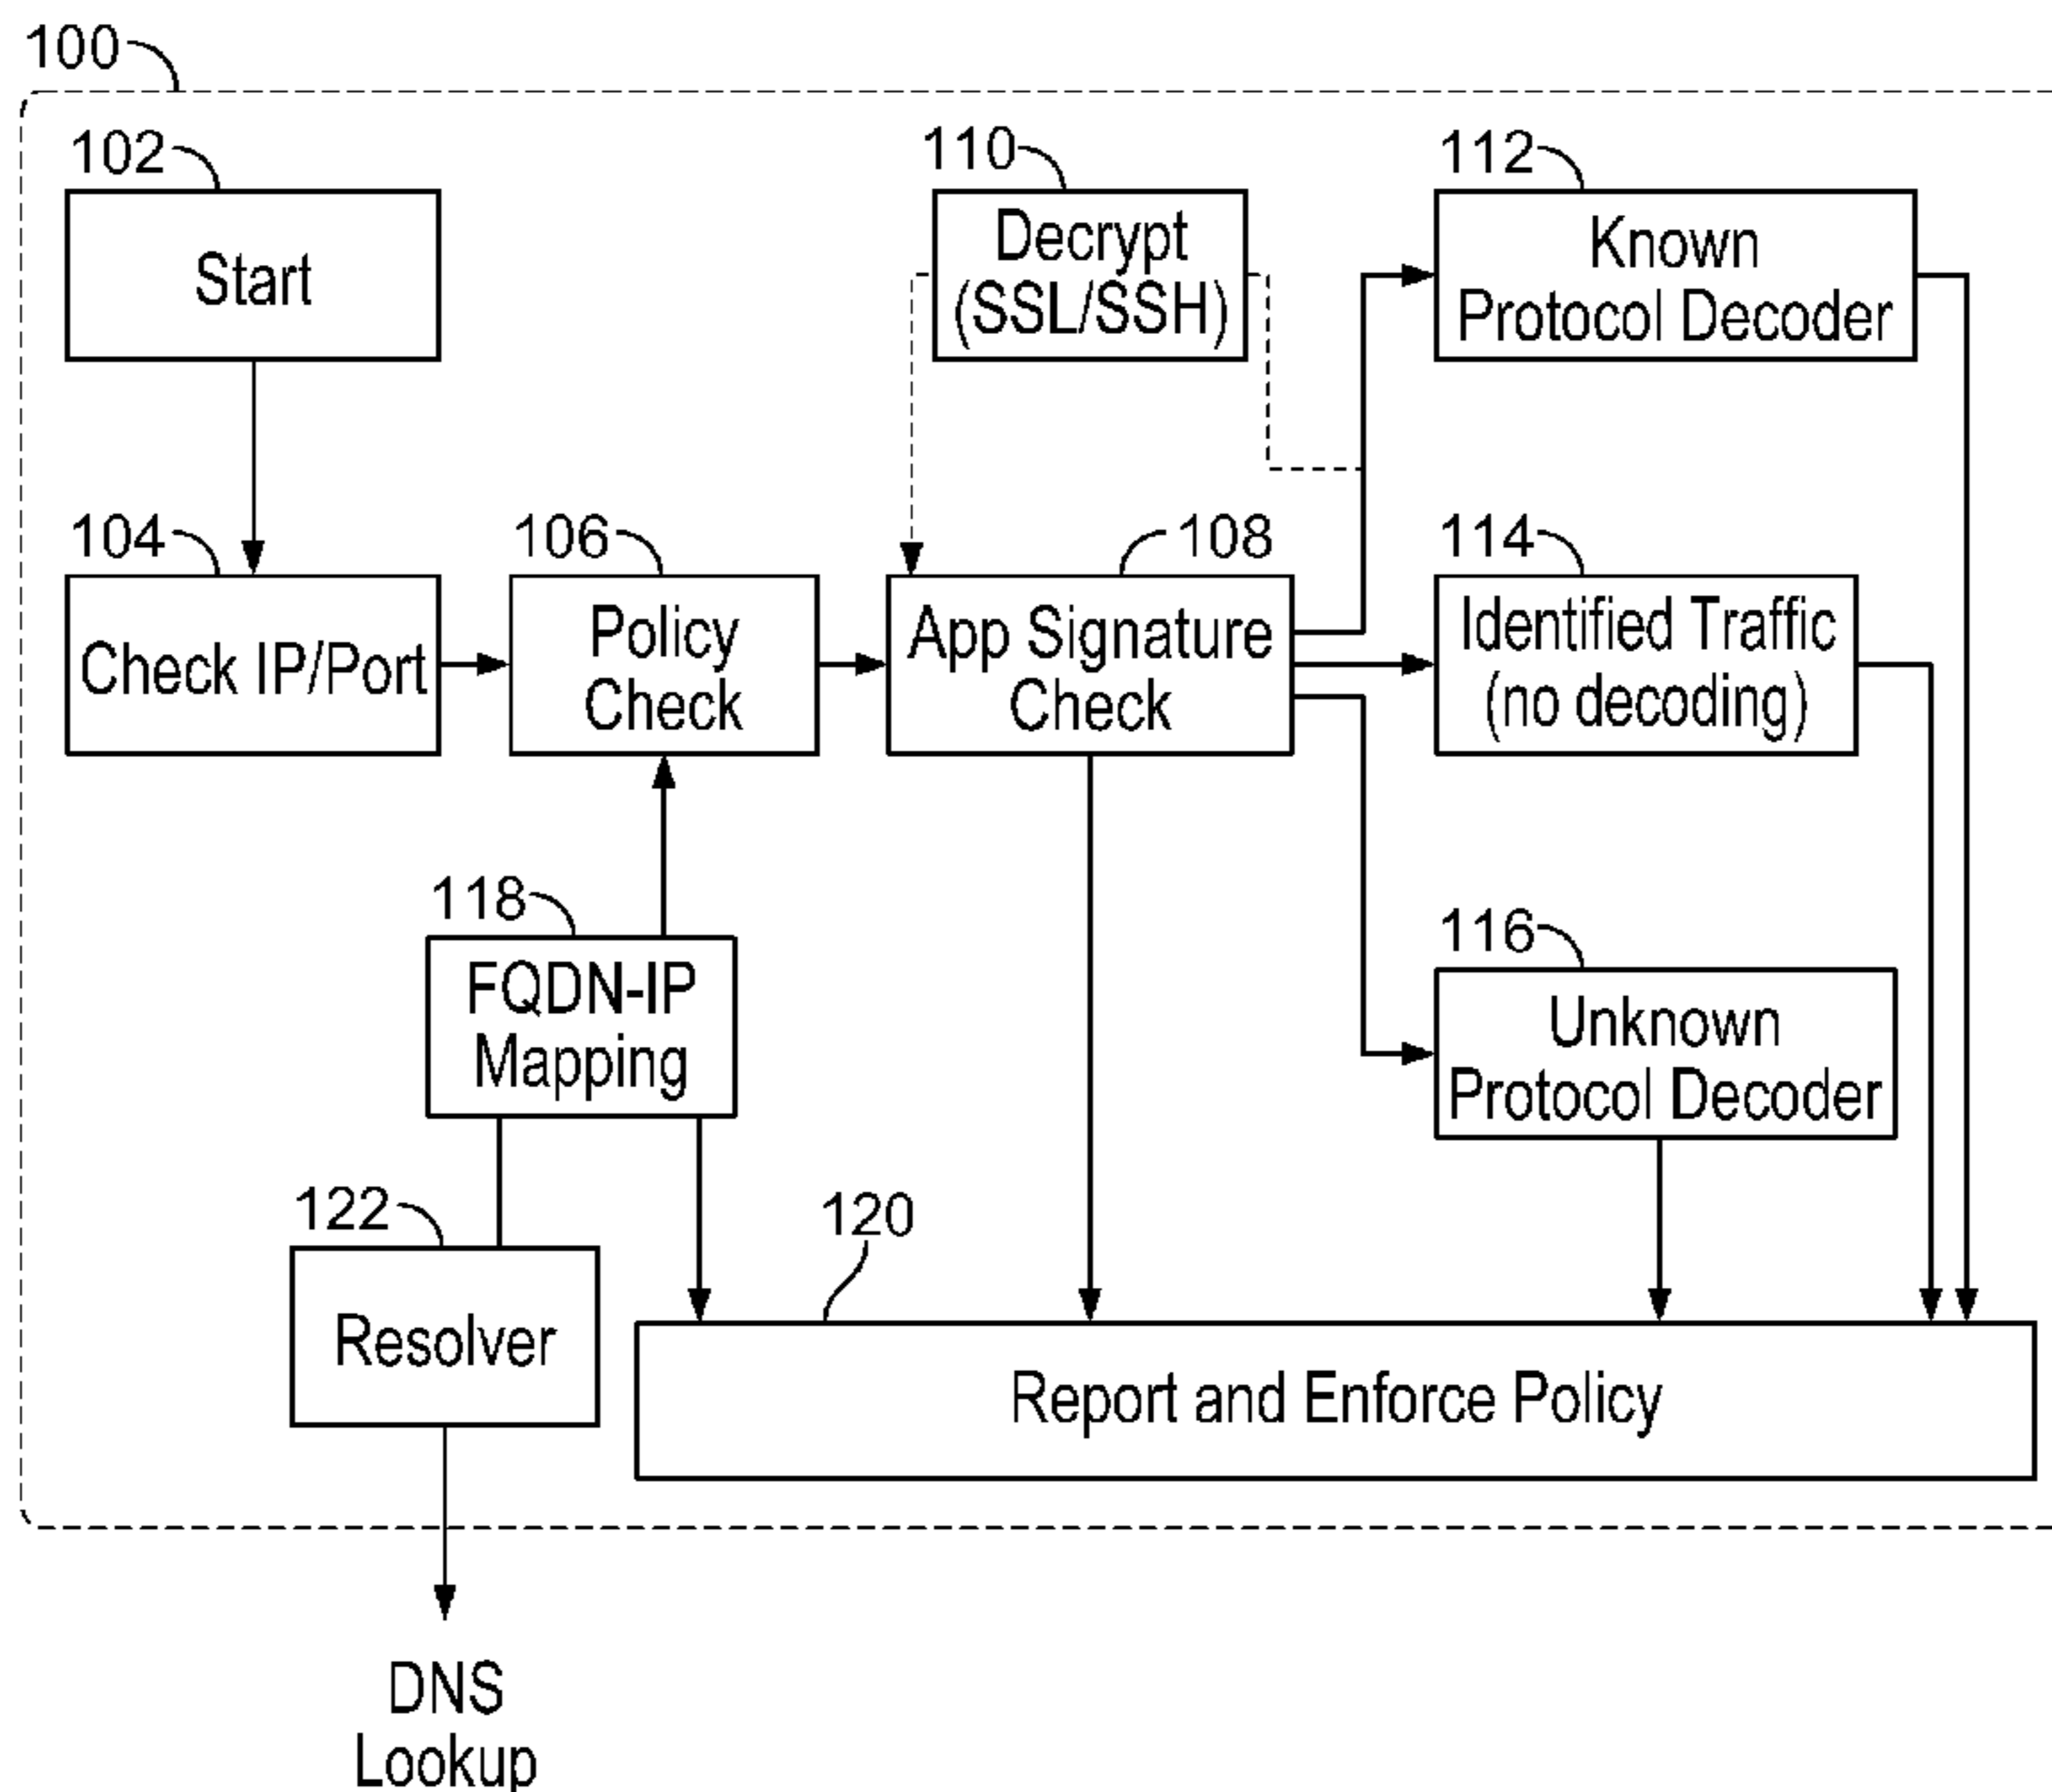 100
102
Start
110
Decrypt
(SSL/SSH)
112
Known
Protocol Decoder
104
Check IP/Port
106
Policy
Check
108
App Signature
Check
114
Identified Traffic
(no decoding)
118
FQDN-IP
Mapping
116
Unknown
Protocol Decoder
122
Resolver
120
Report and Enforce Policy
DNS
Lookup